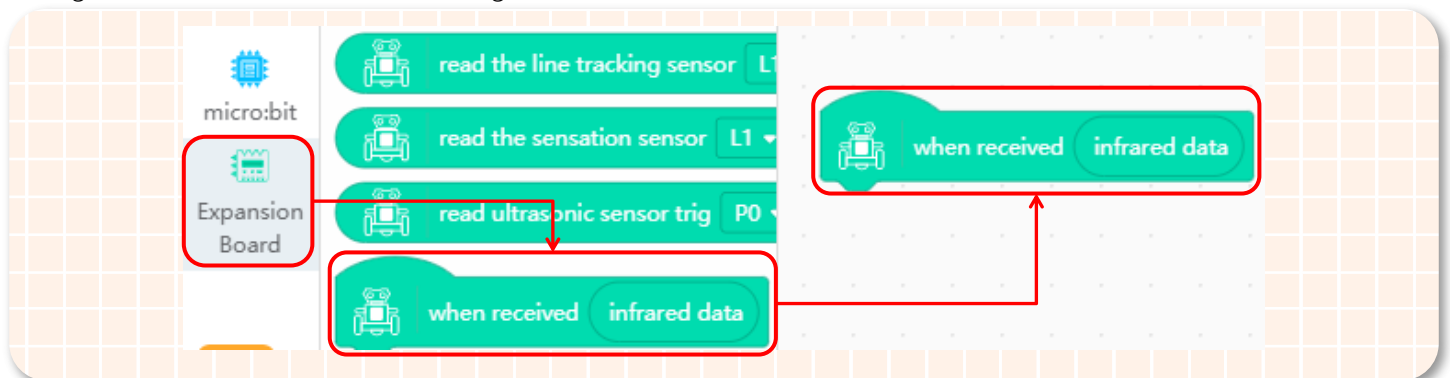 micro:bit
Expansion
Board
read the line tracking sensor
read the sensation sensor L1
read ultrasonic sensor trig P0
when received infrared data
when received infrared data